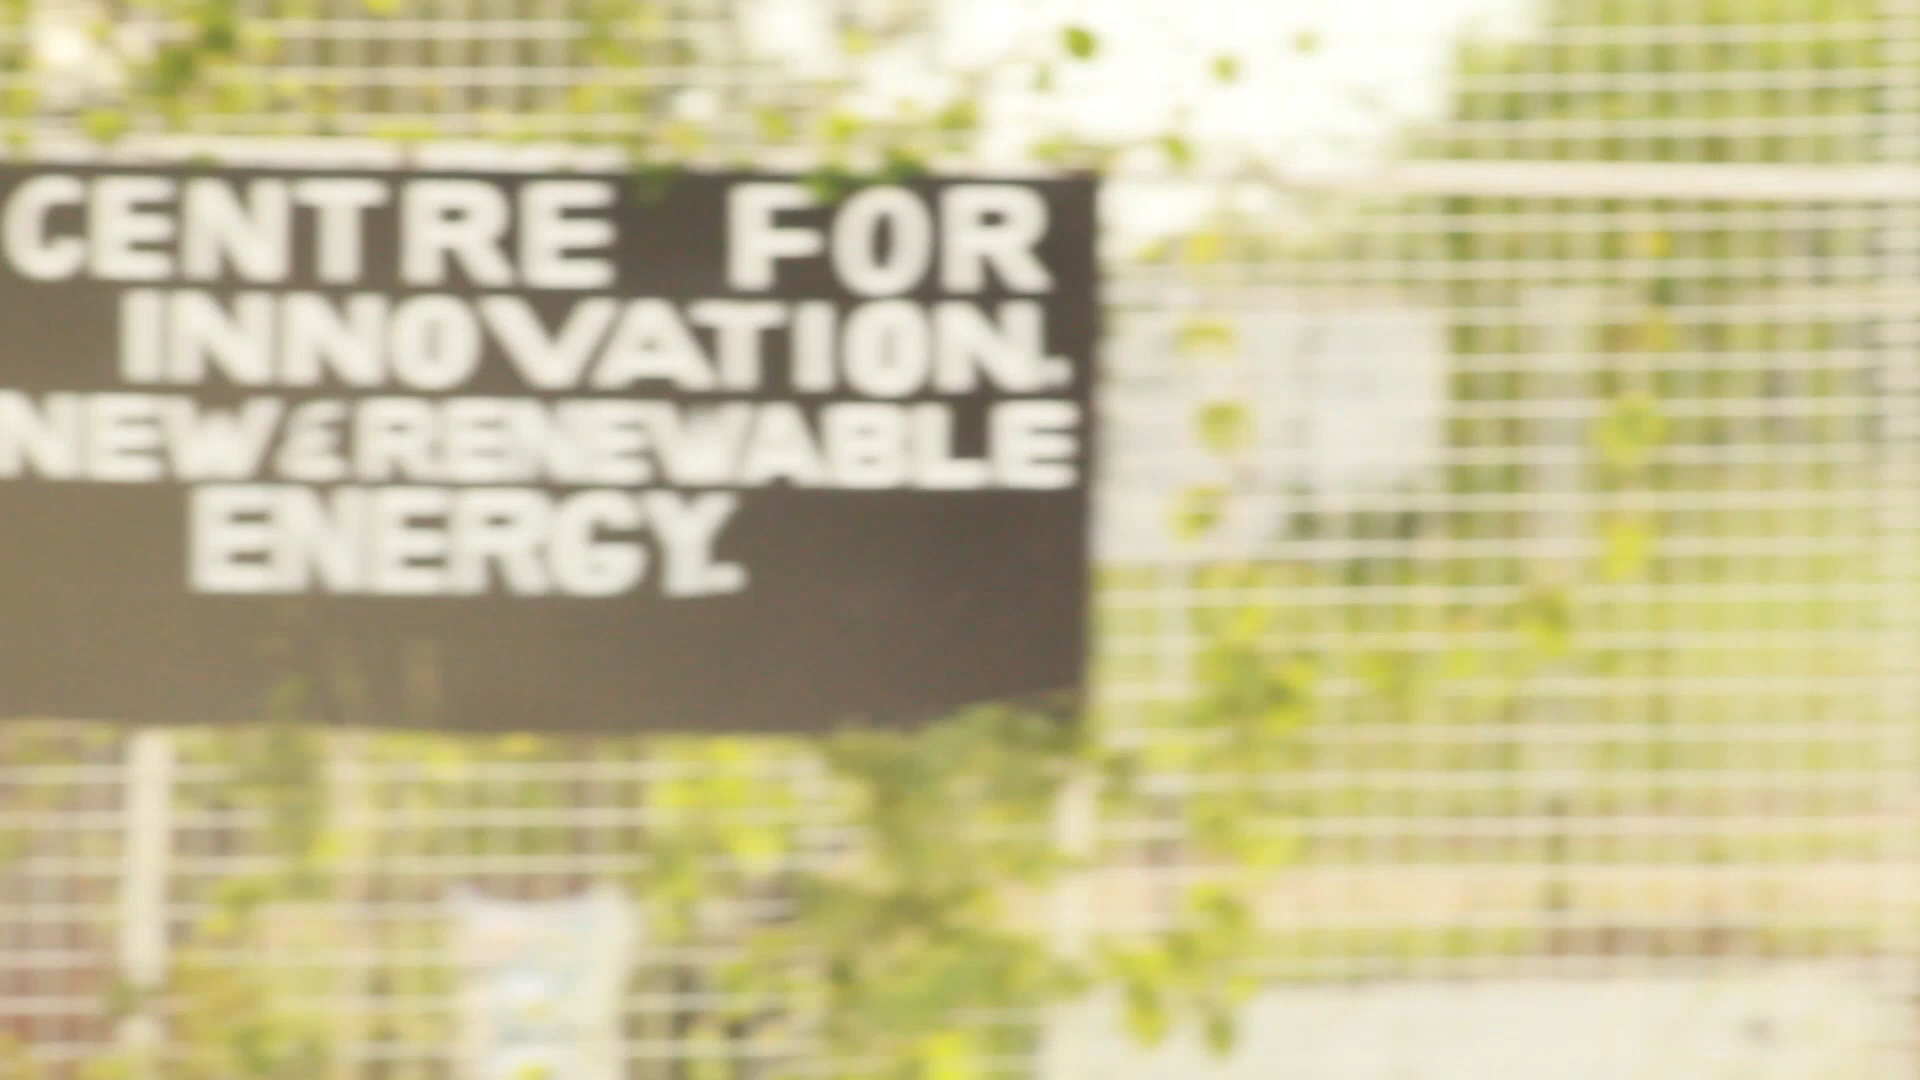 CENTRE FOR
INNOVATION.
NEW & RENEWABLE
ENERGY.